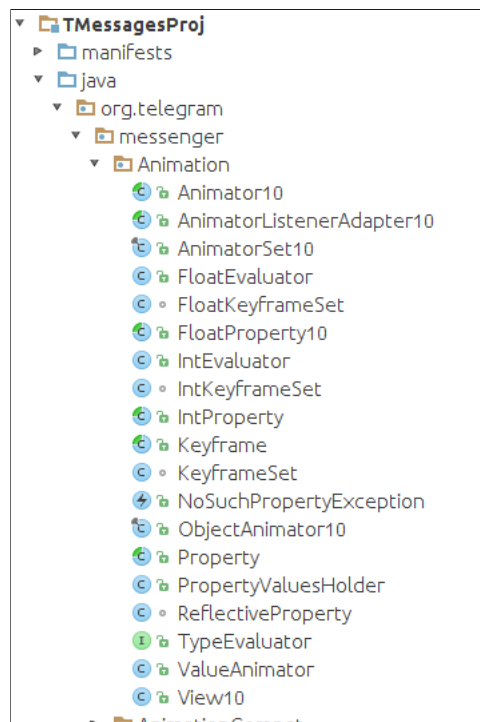 TMessagesProj
manifests
java
org.telegram
messenger
Animation
Animator10
AnimatorListenerAdapter10
AnimatorSet10
FloatEvaluator
FloatKeyframeSet
FloatProperty10
IntEvaluator
IntKeyframeSet
IntProperty
Keyframe
KeyframeSet
NoSuchPropertyException
ObjectAnimator10
Property
PropertyValuesHolder
ReflectiveProperty
TypeEvaluator
ValueAnimator
View10